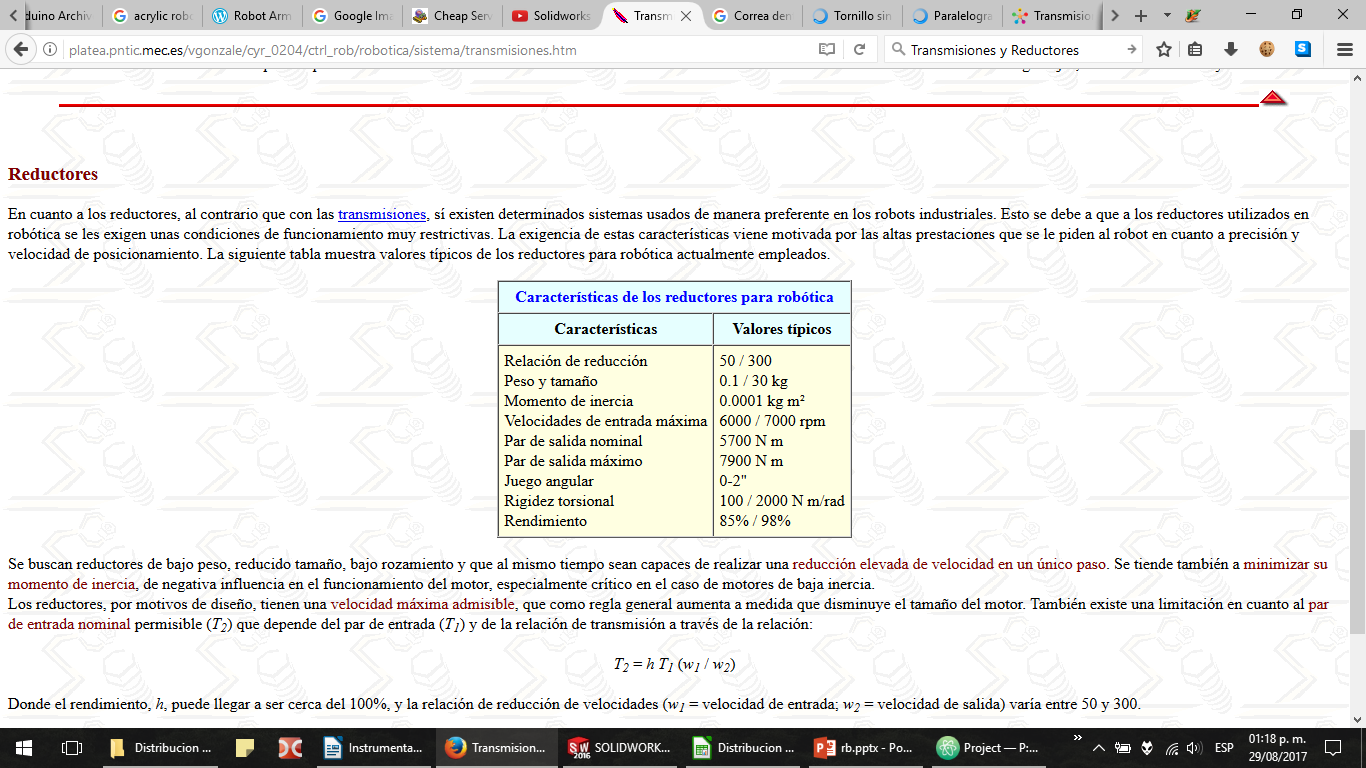 duino Archiv
acrylic rob
Robot Arm
Google Ima
Cheap Serv
Solidworks
Transm
Correa den
Tornillo sin
Paralelogra
Transmisio
platea.pntic.mec.es/vgonzale/cyr_0204/ctrl_rob/robotica/sistema/transmisiones.htm
Transmisiones y Reductores
Reductores
En cuanto a los reductores, al contrario que con las transmisiones, sí existen determinados sistemas usados de manera preferente en los robots industriales. Esto se debe a que a los reductores utilizados en
robótica se les exigen unas condiciones de funcionamiento muy restrictivas. La exigencia de estas características viene motivada por las altas prestaciones que se le piden al robot en cuanto a precisión y
velocidad de posicionamiento. La siguiente tabla muestra valores típicos de los reductores para robótica actualmente empleados.
Características de los reductores para robótica
Características Valores típicos
Relación de reducción 50 / 300
Peso y tamaño 0.1 / 30 kg
Momento de inercia 0.0001 kg m²
Velocidades de entrada máxima 6000 / 7000 rpm
Par de salida nominal 5700 N m
Par de salida máximo 7900 N m
Juego angular 0-2"
Rigidez torsional 100 / 2000 N m/rad
Rendimiento 85% / 98%
Se buscan reductores de bajo peso, reducido tamaño, bajo rozamiento y que al mismo tiempo sean capaces de realizar una reducción elevada de velocidad en un único paso. Se tiende también a minimizar su
momento de inercia, de negativa influencia en el funcionamiento del motor, especialmente crítico en el caso de motores de baja inercia.
Los reductores, por motivos de diseño, tienen una velocidad máxima admisible, que como regla general aumenta a medida que disminuye el tamaño del motor. También existe una limitación en cuanto al par
de entrada nominal permisible (T2) que depende del par de entrada (T1) y de la relación de transmisión a través de la relación:
T2 = h T1 (w1 / w2)
Donde el rendimiento, h, puede llegar a ser cerca del 100%, y la relación de reducción de velocidades (w1 = velocidad de entrada; w2 = velocidad de salida) varía entre 50 y 300.
Distribucion ...
Instrumenta...
Transmision...
SOLIDWORK...
Distribucion ...
rb.pptx - Po...
Project — P:...
ESP
01:18 p. m.
29/08/2017